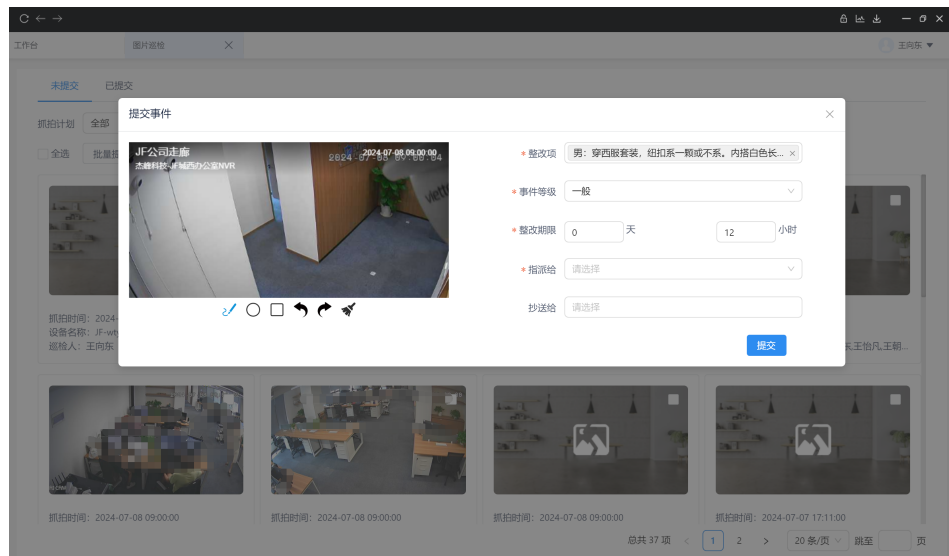 工作台
图片巡检
王向东
未提交
已提交
抓拍计划
全部
全选
提交事件
JF公司走廊
杰峰科技-JF城西办公室NVR
2024-07-08 09:00:00
2024-07-08 09:00:04
* 整改项
男：穿西服套装，纽扣系一颗或不系。内搭白色长...
* 事件等级
一般
* 整改期限
0
天
12
小时
* 指派给
请选择
抄送给
请选择
提交
抓拍时间：2024-
设备名称：JF-wty
巡检人：王向东
东,王怡凡,王朝...
抓拍时间：2024-07-08 09:00:00
抓拍时间：2024-07-08 09:00:00
抓拍时间：2024-07-08 09:00:00
抓拍时间：2024-07-07 17:11:00
总共 37 项
1
2
20 条/页
跳至
页